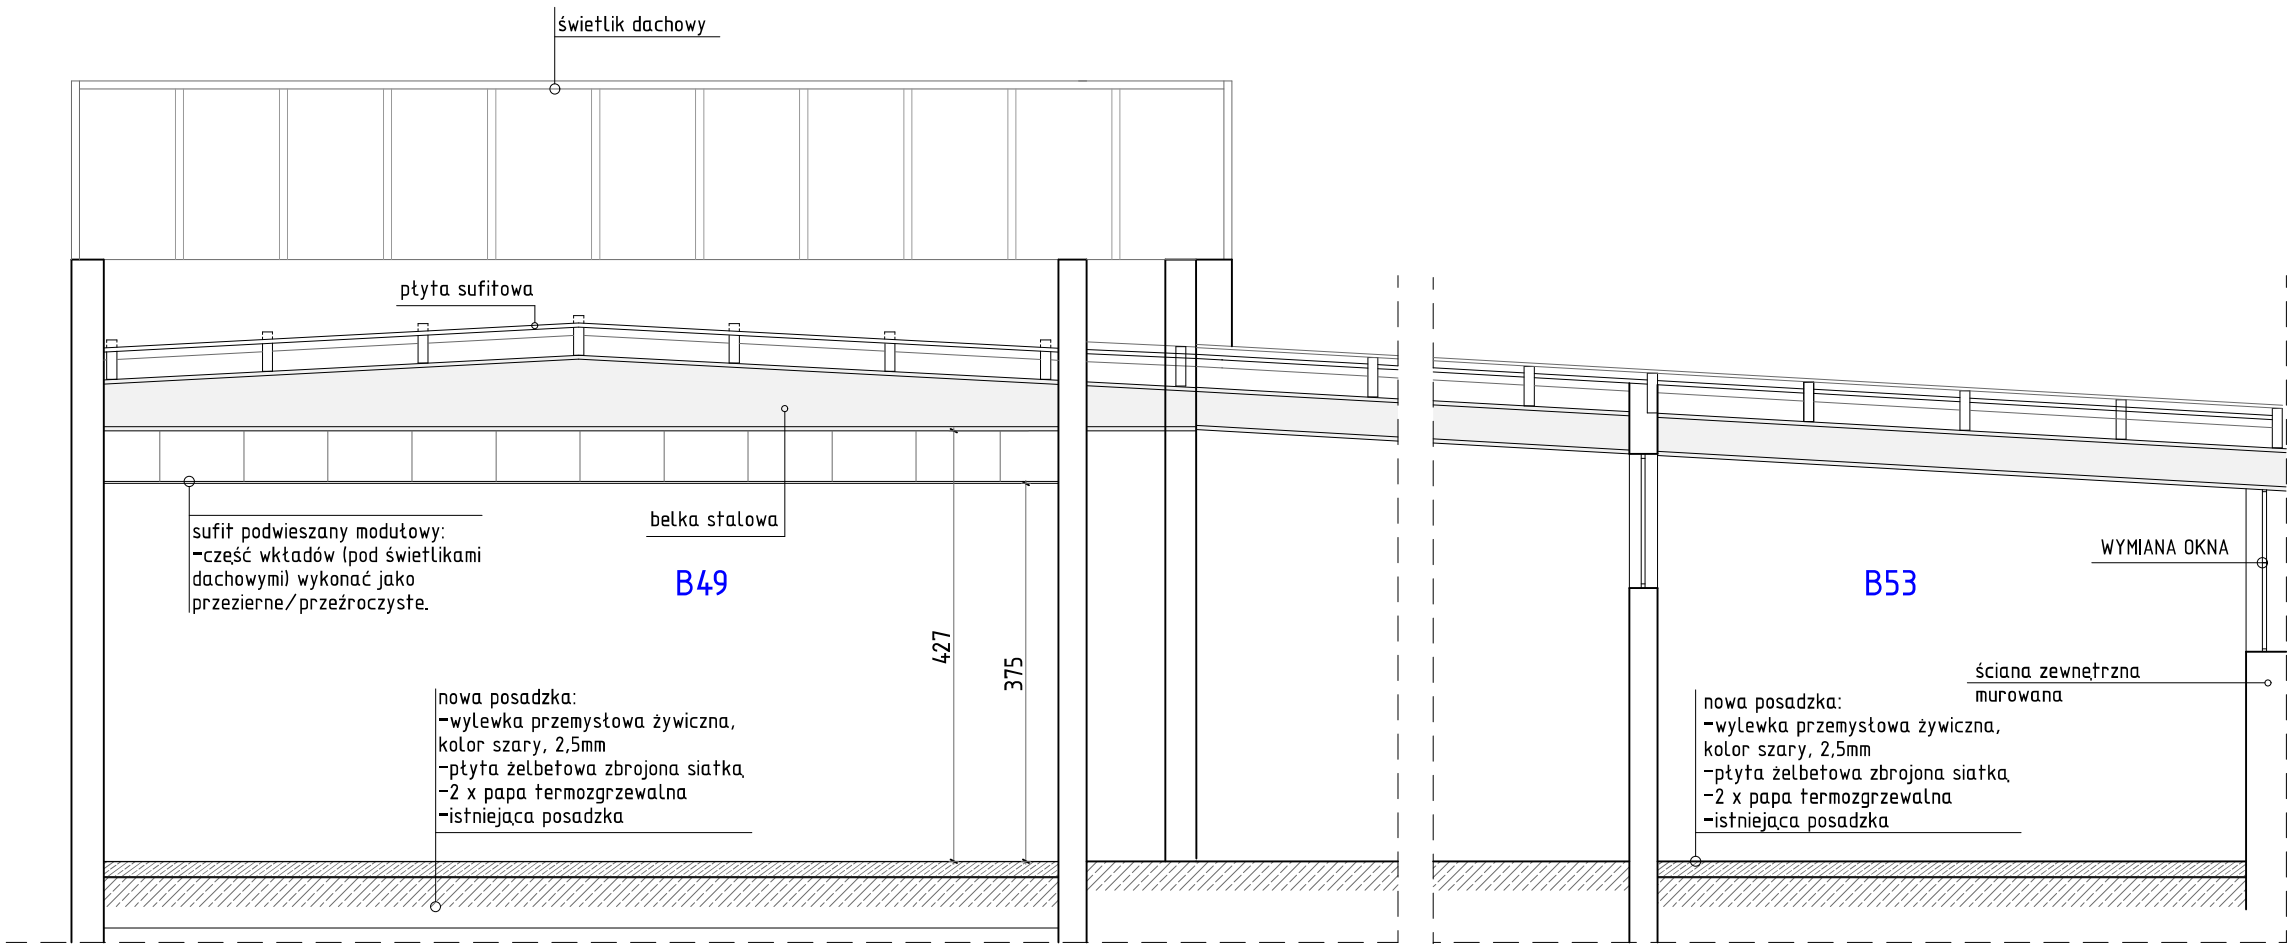 świetlik dachowy
płyta sufitowa
sufit podwieszany modułowy:
-część wkładów (pod świetlikami
dachowymi) wykonać jako
przezierne/przeźroczyste.
belka stalowa
B49
427
375
nowa posadzka:
-wylewka przemysłowa żywiczna,
kolor szary, 2,5mm
-płyta żelbetowa zbrojona siatką
-2 x papa termozgrzewalna
-istniejąca posadzka
WYMIANA OKNA
B53
ściana zewnętrzna
murowana
nowa posadzka:
-wylewka przemysłowa żywiczna,
kolor szary, 2,5mm
-płyta żelbetowa zbrojona siatką
-2 x papa termozgrzewalna
-istniejąca posadzka